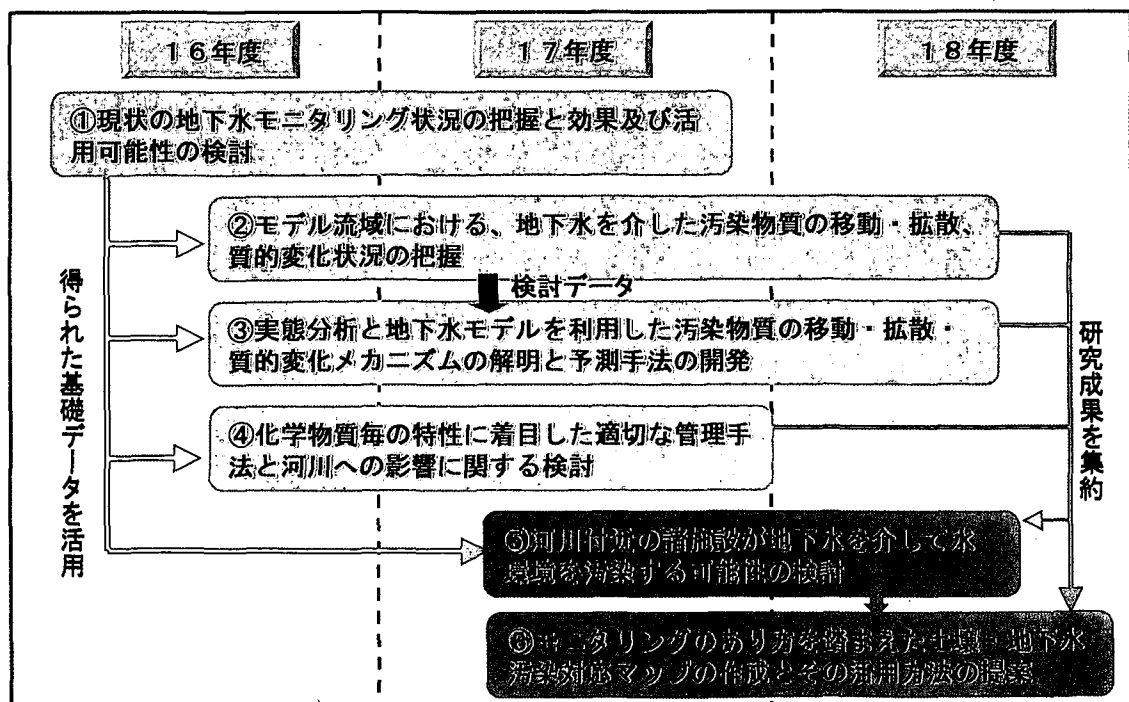 16年度
17年度
18年度
①現状の地下水モニタリング状況の把握と効果及び活
用可能性の検討
②モデル流域における、地下水を介した汚染物質の移動・拡散、
質的変化状況の把握
検討データ
③実態分析と地下水モデルを利用した汚染物質の移動・拡散・
質的変化メカニズムの解明と予測手法の開発
④化学物質毎の特性に着目した適切な管理手
法と河川への影響に関する検討
⑤河川付近の諸施設が地下水を介して水
環境を汚染する可能性の検討
⑥モニタリングのあり方を踏まえた土壌・地下水
汚染対応マップの作成とその活用方法の提案
得られた基礎データを活用
研究成果を集約